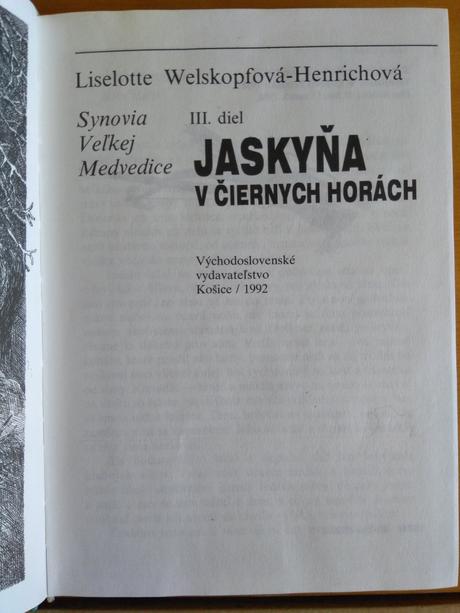 Liselotte Welskopfová-Henrichová
Synovia
Veľkej
Medvedice
III. diel
JASKYŇA
V ČIERNYCH HORÁCH
Východoslovenské
vydavateľstvo
Košice / 1992